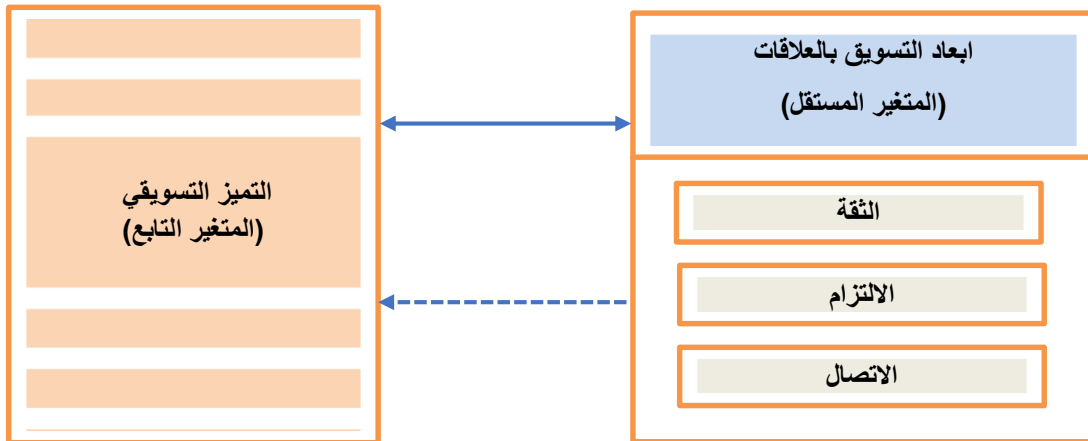 ابعاد التسويق بالعلاقات
(المتغير المستقل)
التميز التسويقي
(المتغير التابع)
الثقة
الالتزام
الاتصال